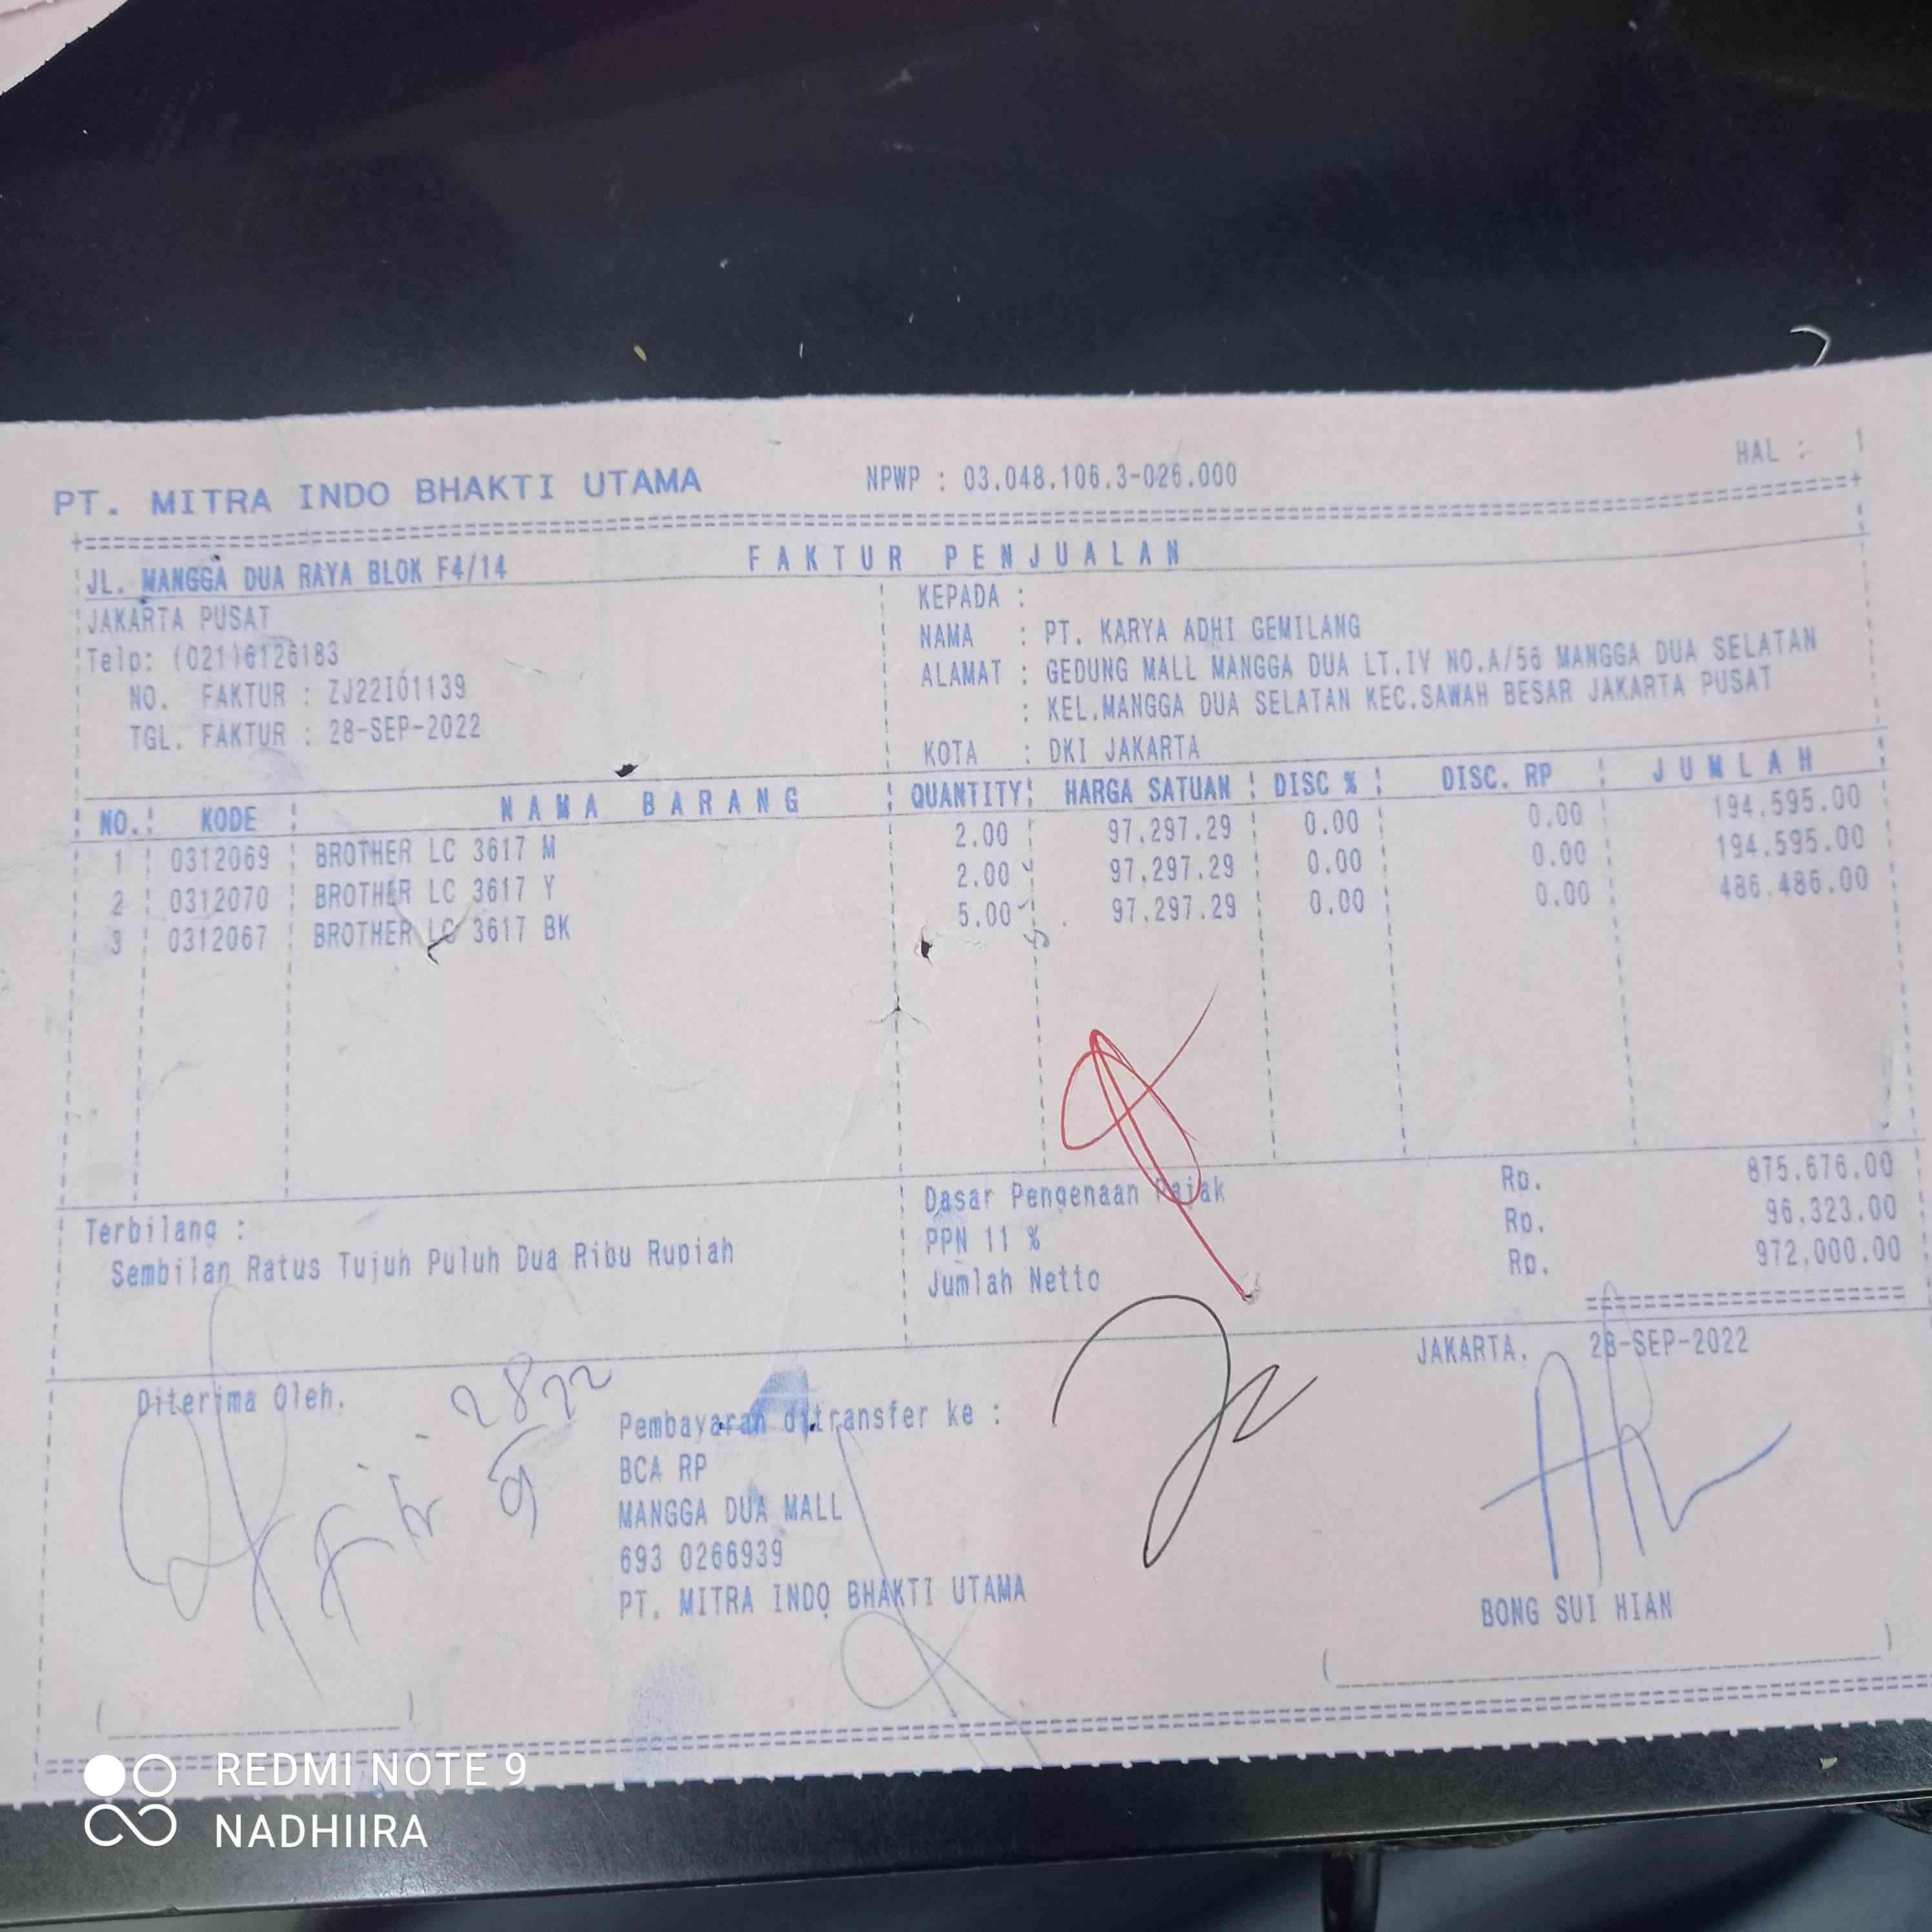 HAL : 1
PT. MITRA INDO BHAKTI UTAMA NPWP : 03.048.106.3-026.000
JL. MANGGA DUA RAYA BLOK F4/14 FAKTUR PENJUALAN
JAKARTA PUSAT KEPADA :
Telp: (021)6126183 NAMA : PT. KARYA ADHI GEMILANG
NO. FAKTUR : ZJ22I01139 ALAMAT : GEDUNG MALL MANGGA DUA LT.IV NO.A/56 MANGGA DUA SELATAN
: KEL.MANGGA DUA SELATAN KEC.SAWAH BESAR JAKARTA PUSAT
TGL. FAKTUR : 28-SEP-2022 KOTA : DKI JAKARTA
NO. KODE NAMA BARANG QUANTITY HARGA SATUAN DISC % DISC. RP JUMLAH
1 0312069 BROTHER LC 3617 M 2.00 97.297.29 0.00 0.00 194.595.00
2 0312070 BROTHER LC 3617 Y 2.00 97.297.29 0.00 0.00 194.595.00
3 0312067 BROTHER LC 3617 BK 5.00 97.297.29 0.00 0.00 486.486.00
Terbilang : Dasar Pengenaan Pajak Rp. 875.676.00
Sembilan Ratus Tujuh Puluh Dua Ribu Rupiah PPN 11 % Rp. 96.323.00
Jumlah Netto Rp. 972.000.00
JAKARTA. 28-SEP-2022
Diterima Oleh.
Pembayaran ditransfer ke :
BCA RP
MANGGA DUA MALL
693 0266939
PT. MITRA INDO BHAKTI UTAMA
BONG SUI HIAN
REDMI NOTE 9
NADHIIRA